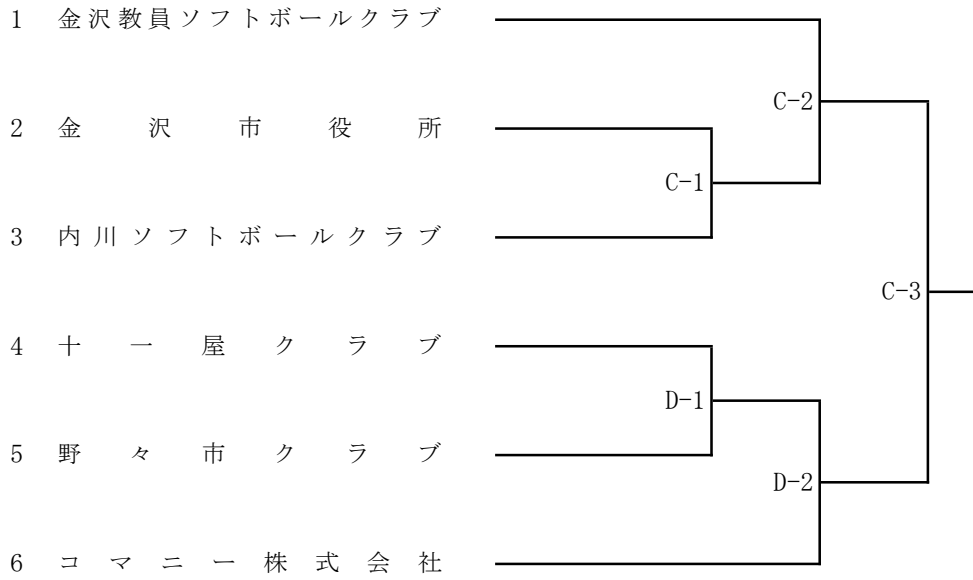 1 金沢教員ソフトボールクラブ
C-2
2 金沢市役所
C-1
3 内川ソフトボールクラブ
C-3
4 十一屋クラブ
D-1
5 野々市クラブ
D-2
6 コマニー株式会社